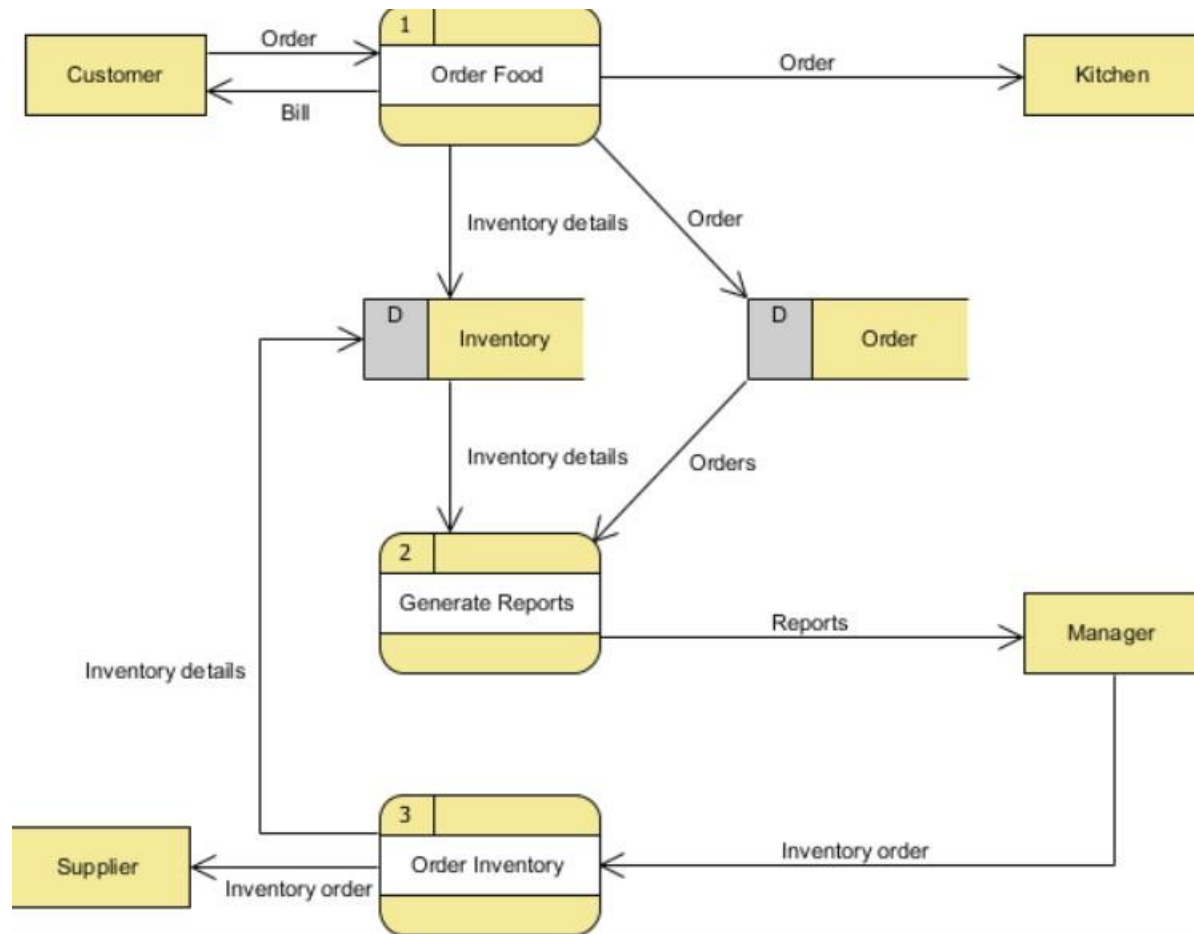 1
Order
Customer
Order Food
Order
Kitchen
Bill
Inventory details
Order
D
Inventory
D
Order
Inventory details
Orders
2
Generate Reports
Reports
Manager
Inventory details
3
Supplier
Order Inventory
Inventory order
Inventory order